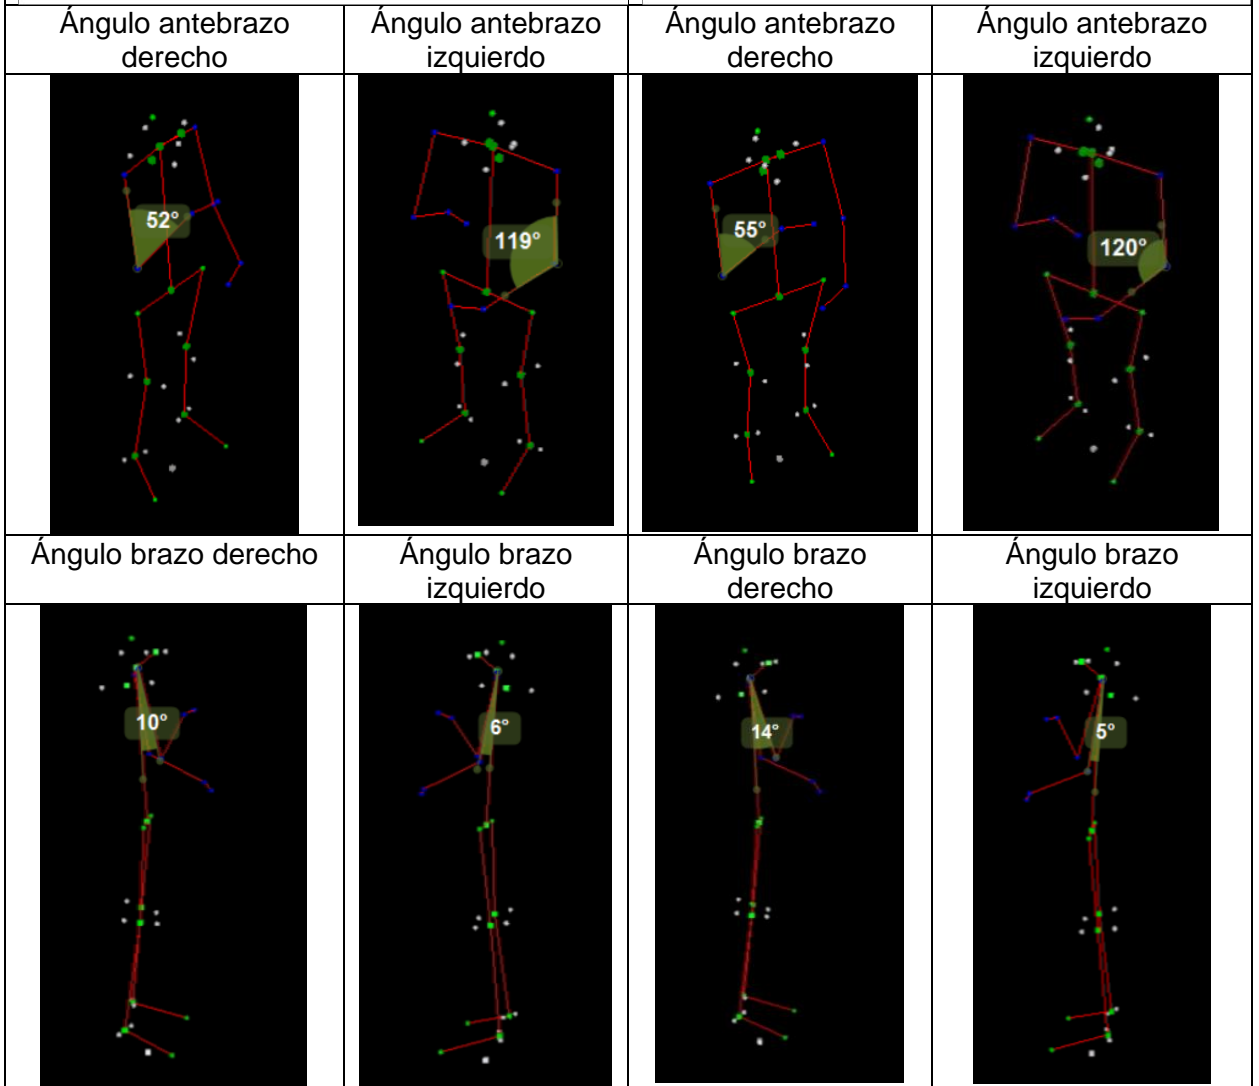 Ángulo antebrazo
derecho
Ángulo antebrazo
izquierdo
Ángulo antebrazo
derecho
Ángulo antebrazo
izquierdo
52°
119°
55°
120°
Ángulo brazo derecho
Ángulo brazo
izquierdo
Ángulo brazo
derecho
Ángulo brazo
izquierdo
10°
6°
14°
5°